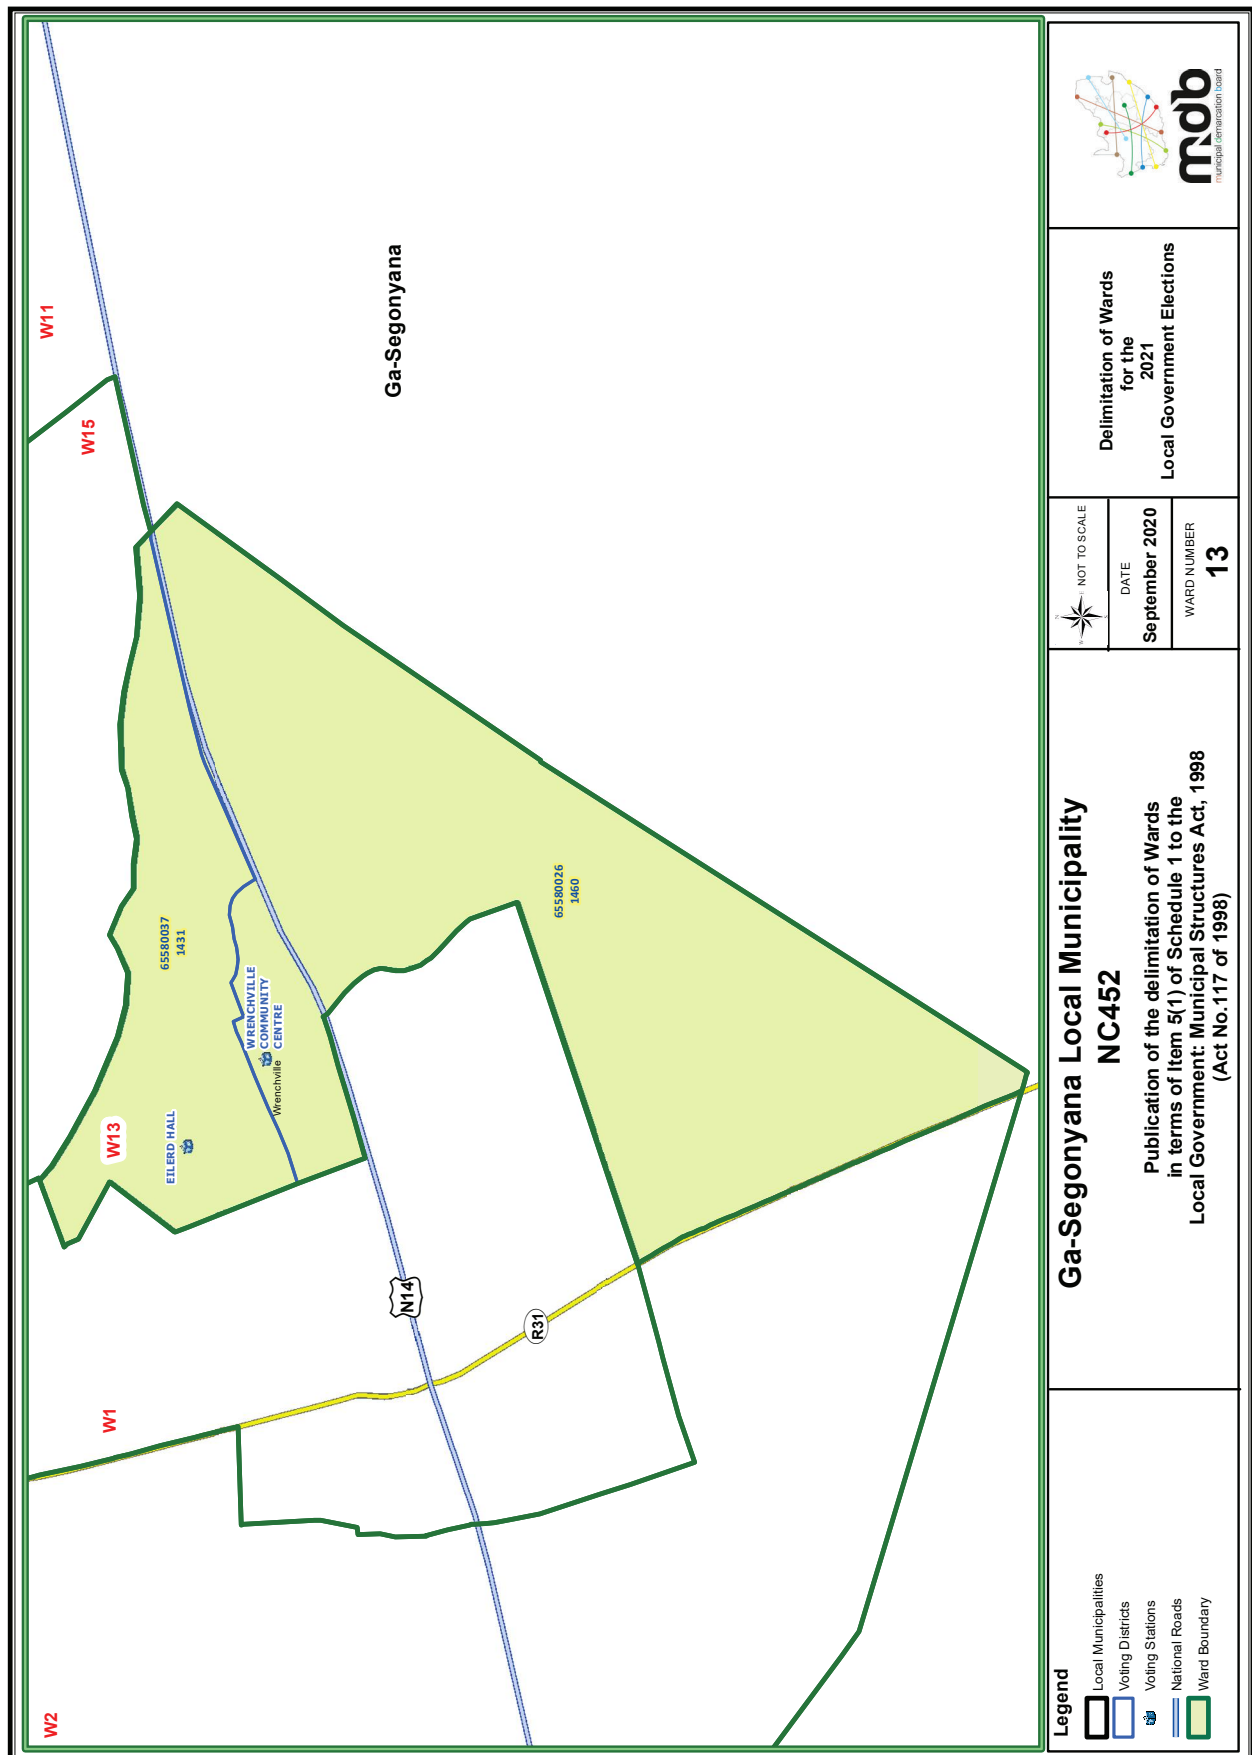 W2
W1
W13
W15
W11
EILERD HALL
65580037
1431
WRENCHVILLE
COMMUNITY
CENTRE
Wrenchville
Ga-Segonyana
N14
R31
65580026
1460
Legend
Local Municipalities
Voting Districts
Voting Stations
National Roads
Ward Boundary
Ga-Segonyana Local Municipality
NC452
Publication of the delimitation of Wards
in terms of Item 5(1) of Schedule 1 to the
Local Government: Municipal Structures Act, 1998
(Act No.117 of 1998)
N
W
E
S
NOT TO SCALE
DATE
September 2020
WARD NUMBER
13
Delimitation of Wards
for the
2021
Local Government Elections
mdb
municipal demarcation board